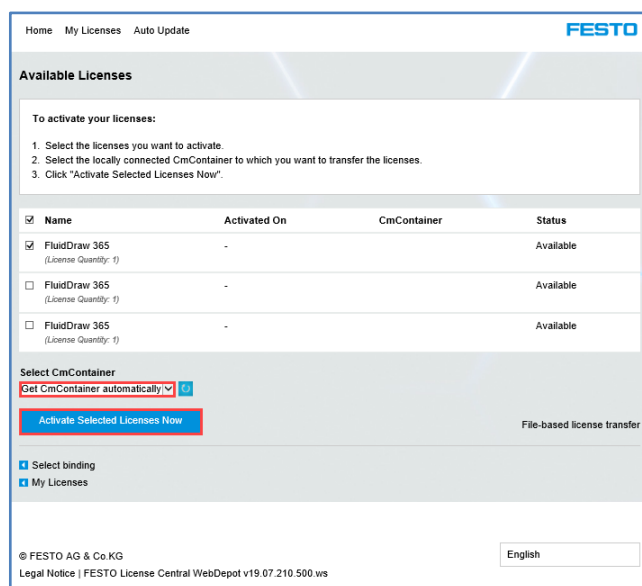 Home My Licenses Auto Update
FESTO
Available Licenses
To activate your licenses:
1. Select the licenses you want to activate.
2. Select the locally connected CmContainer to which you want to transfer the licenses.
3. Click "Activate Selected Licenses Now".
Name Activated On CmContainer Status
FluidDraw 365 - Available
(License Quantity: 1)
FluidDraw 365 - Available
(License Quantity: 1)
FluidDraw 365 - Available
(License Quantity: 1)
Select CmContainer
Get CmContainer automatically
Activate Selected Licenses Now
File-based license transfer
Select binding
My Licenses
© FESTO AG & Co.KG
English
Legal Notice | FESTO License Central WebDepot v19.07.210.500.ws